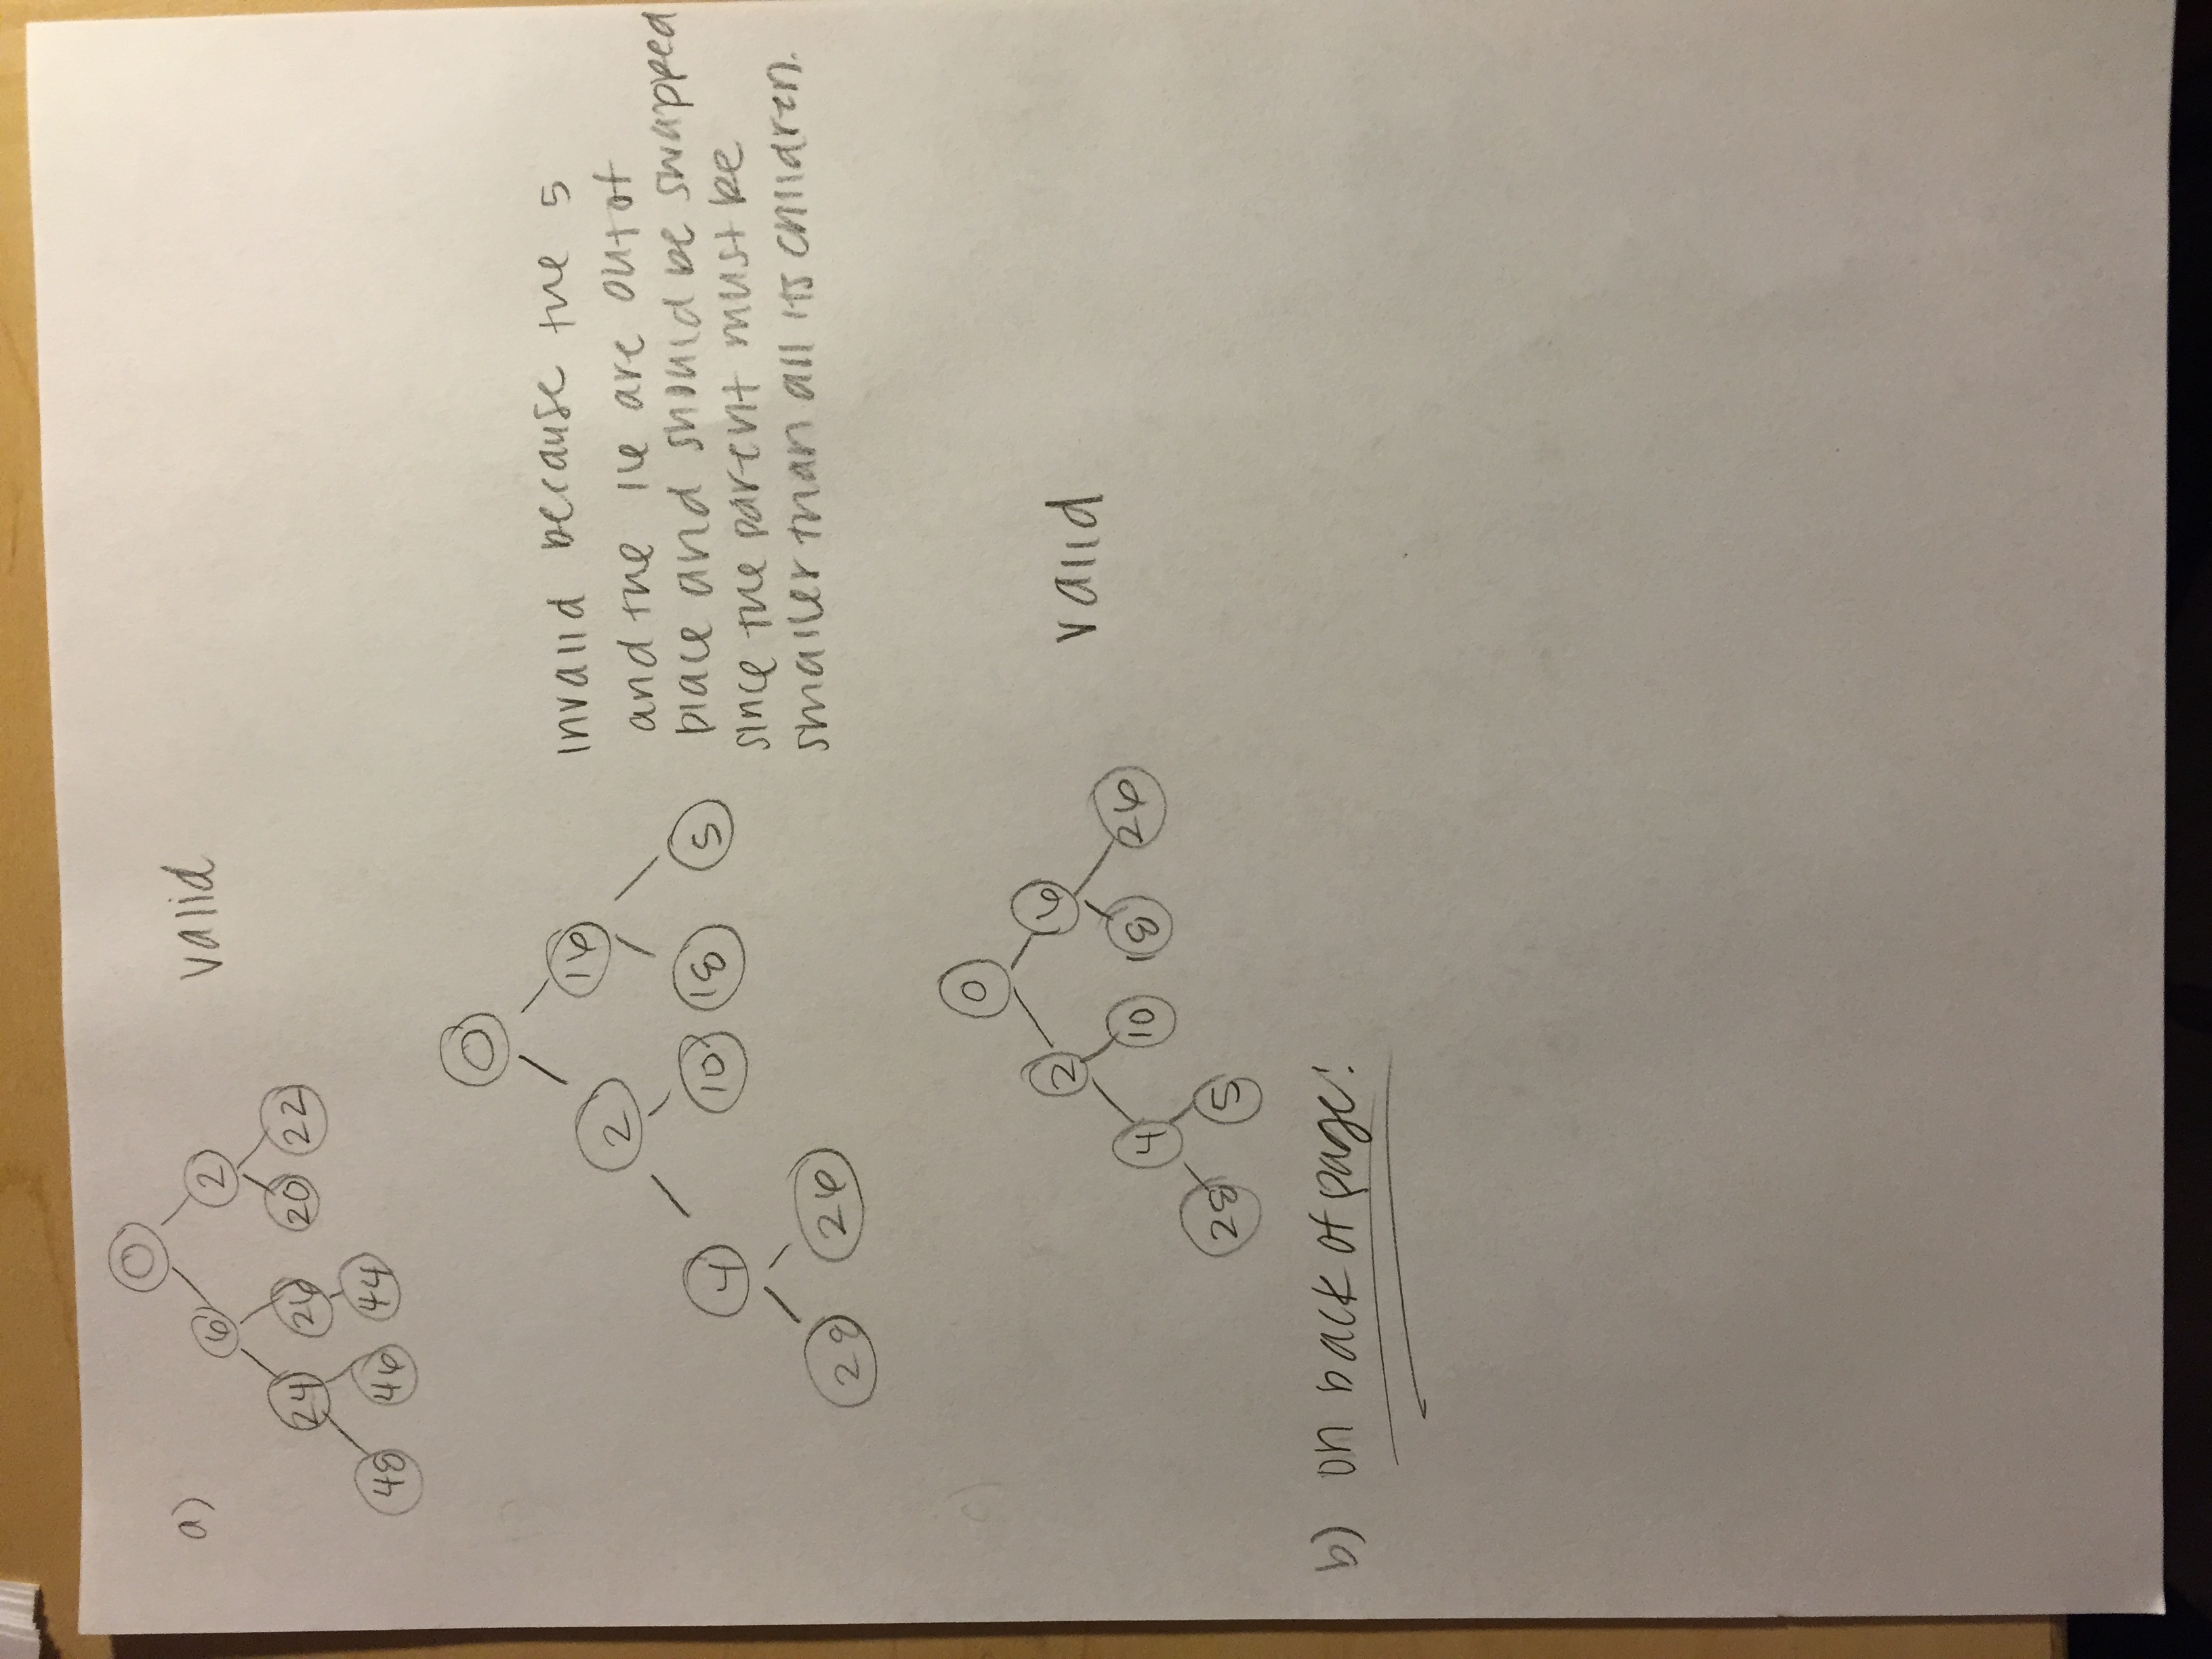 0
a) 6 2 valid
24 26 20 22
48 46 44
0
2 16
4 10 18 5
28 26
Invalid because the 5
and the 16 are out of
place and should be swapped
since the parent must be
smaller than all its children.
c)
0
2 6
4 10 18 26
28 5
valid
b) on back of page!